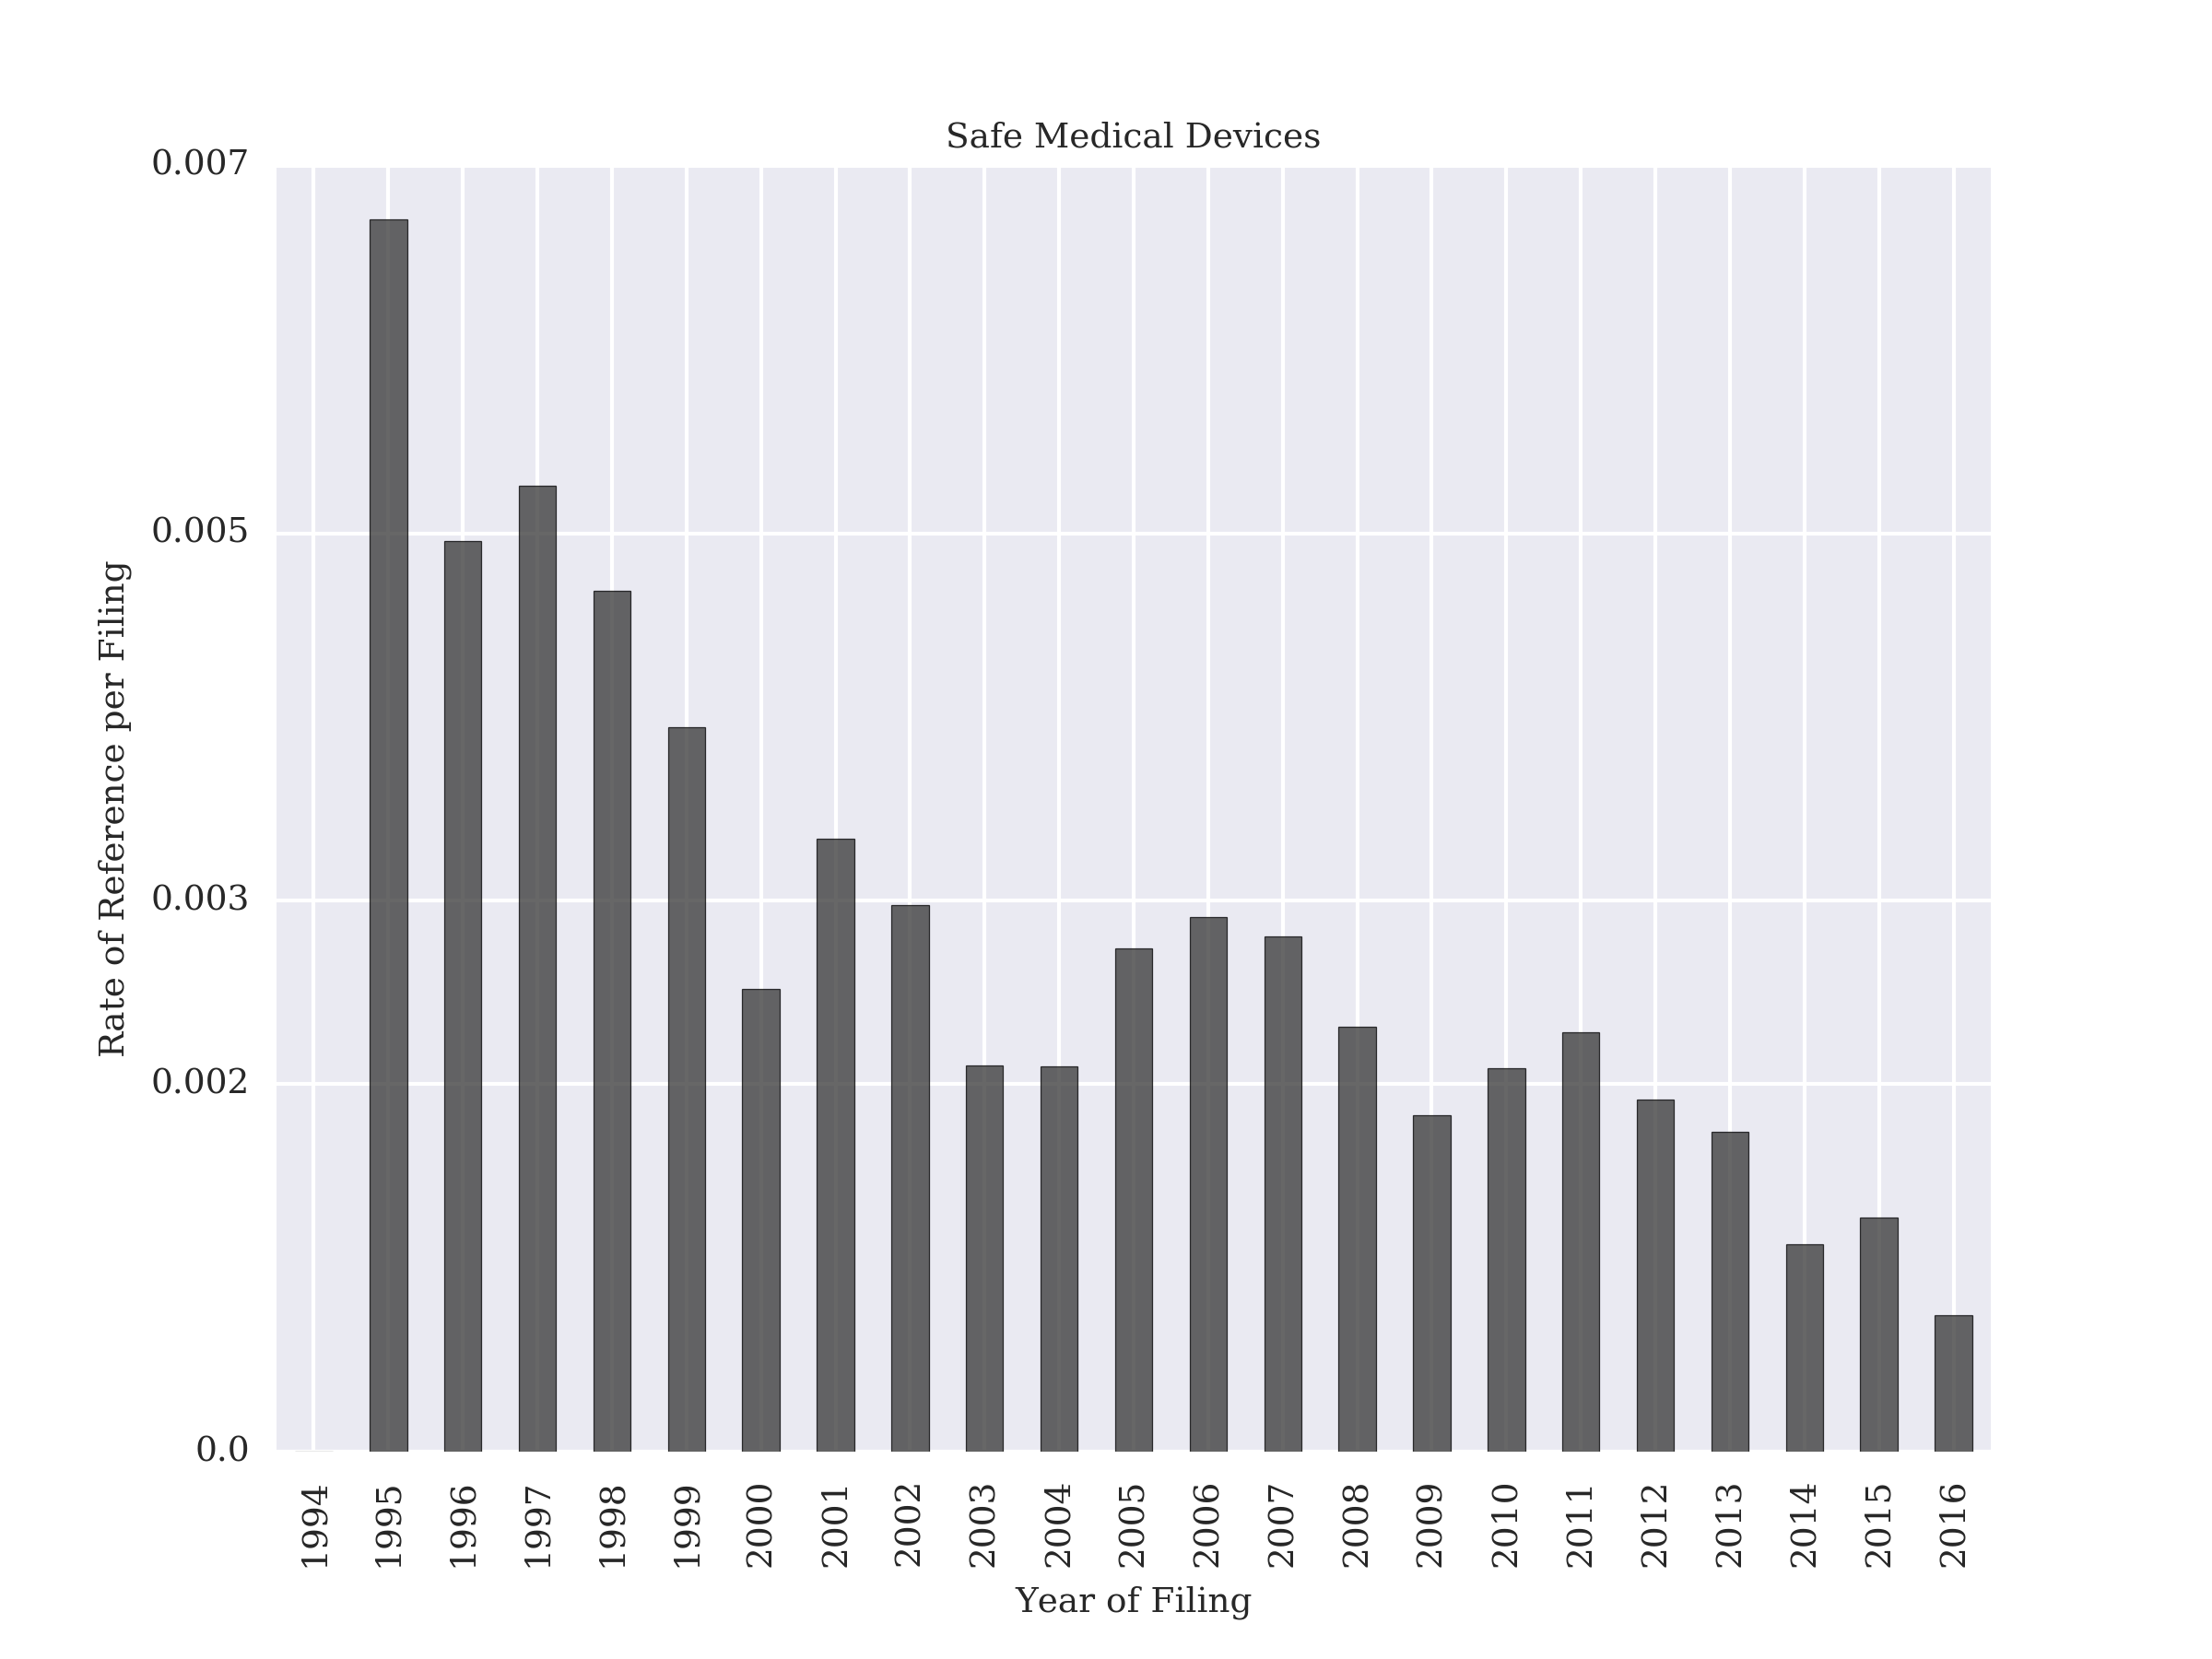 Safe Medical Devices
0.007
0.005
0.003
0.002
0.0
Rate of Reference per Filing
1994 1995 1996 1997 1998 1999 2000 2001 2002 2003 2004 2005 2006 2007 2008 2009 2010 2011 2012 2013 2014 2015 2016
Year of Filing